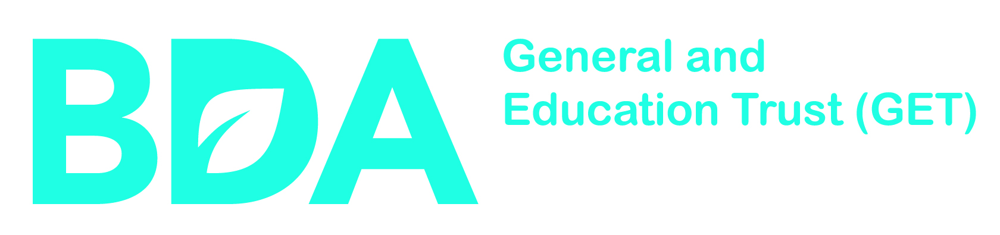 BDA
General and
Education Trust (GET)